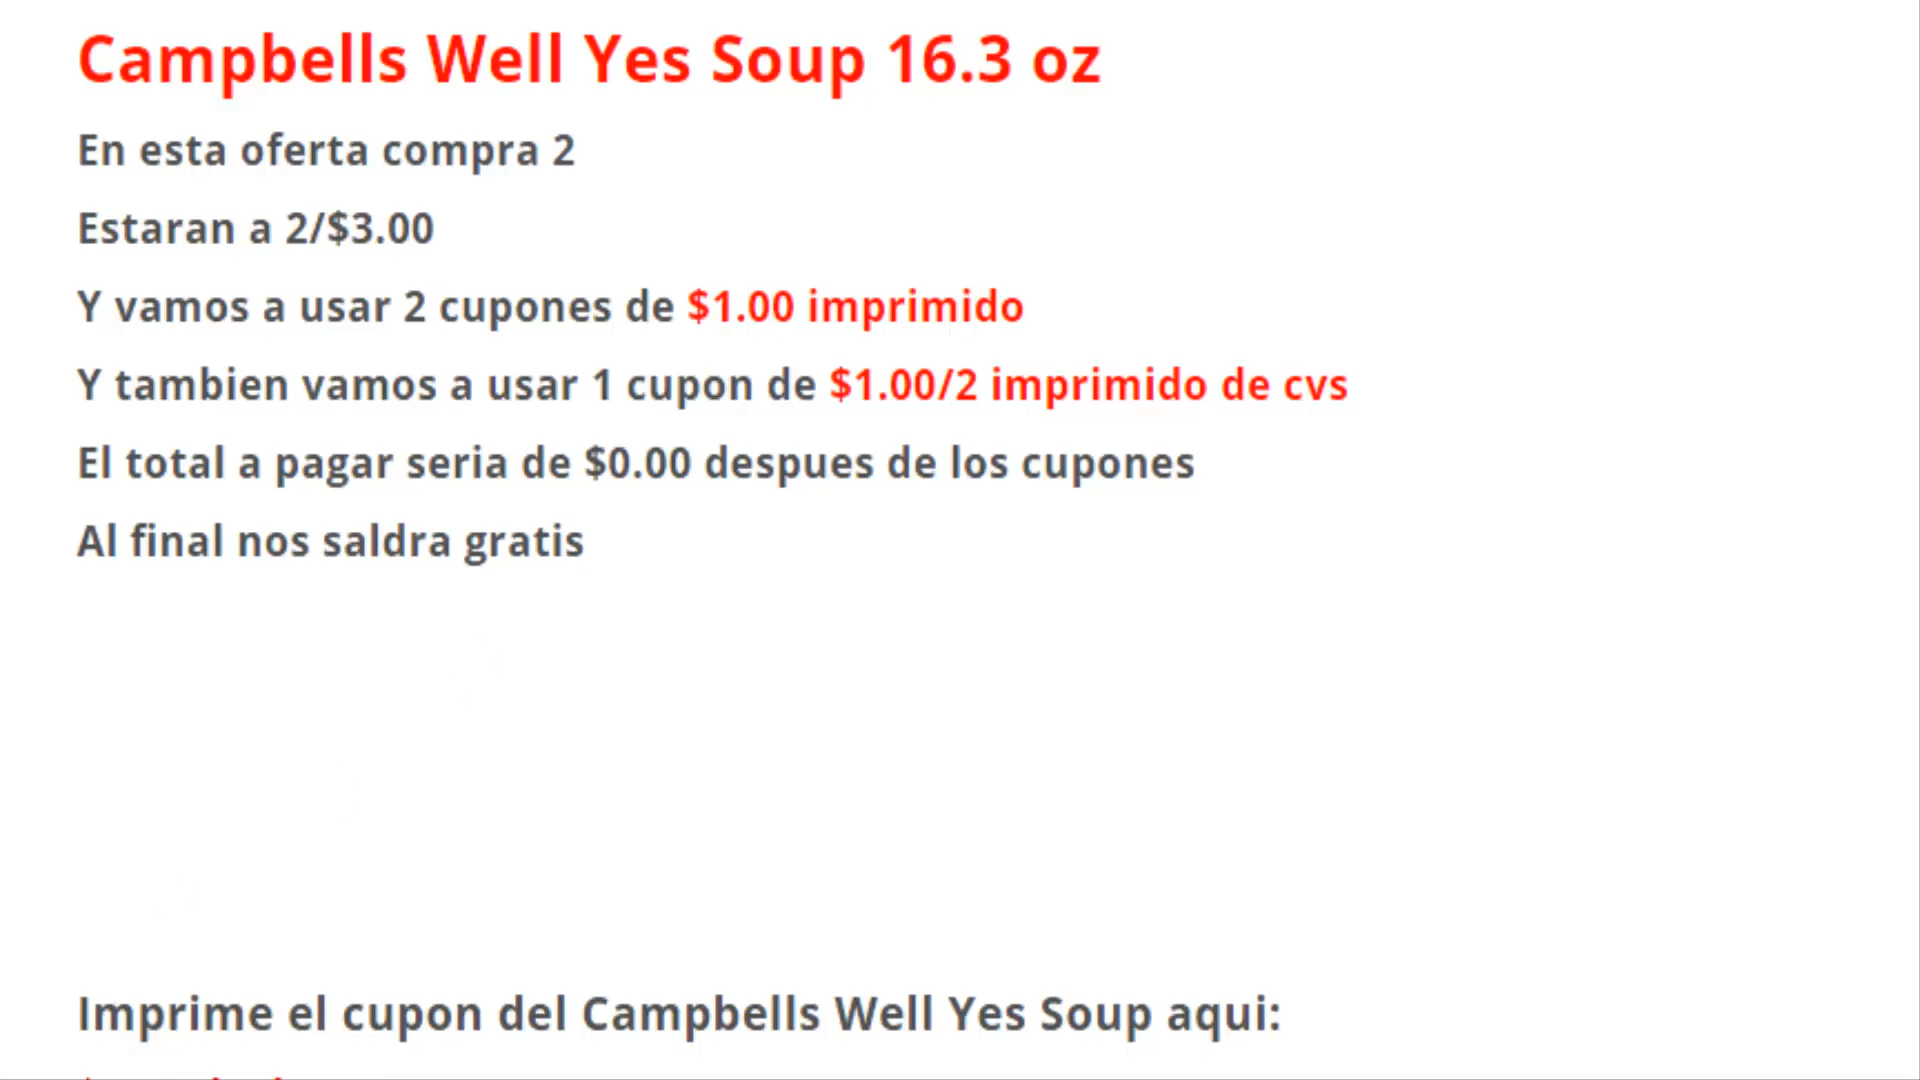 Campbells Well Yes Soup 16.3 oz
En esta oferta compra 2
Estaran a 2/$3.00
Y vamos a usar 2 cupones de $1.00 imprimido
Y tambien vamos a usar 1 cupon de $1.00/2 imprimido de cvs
El total a pagar seria de $0.00 despues de los cupones
Al final nos saldra gratis
Imprime el cupon del Campbells Well Yes Soup aqui: